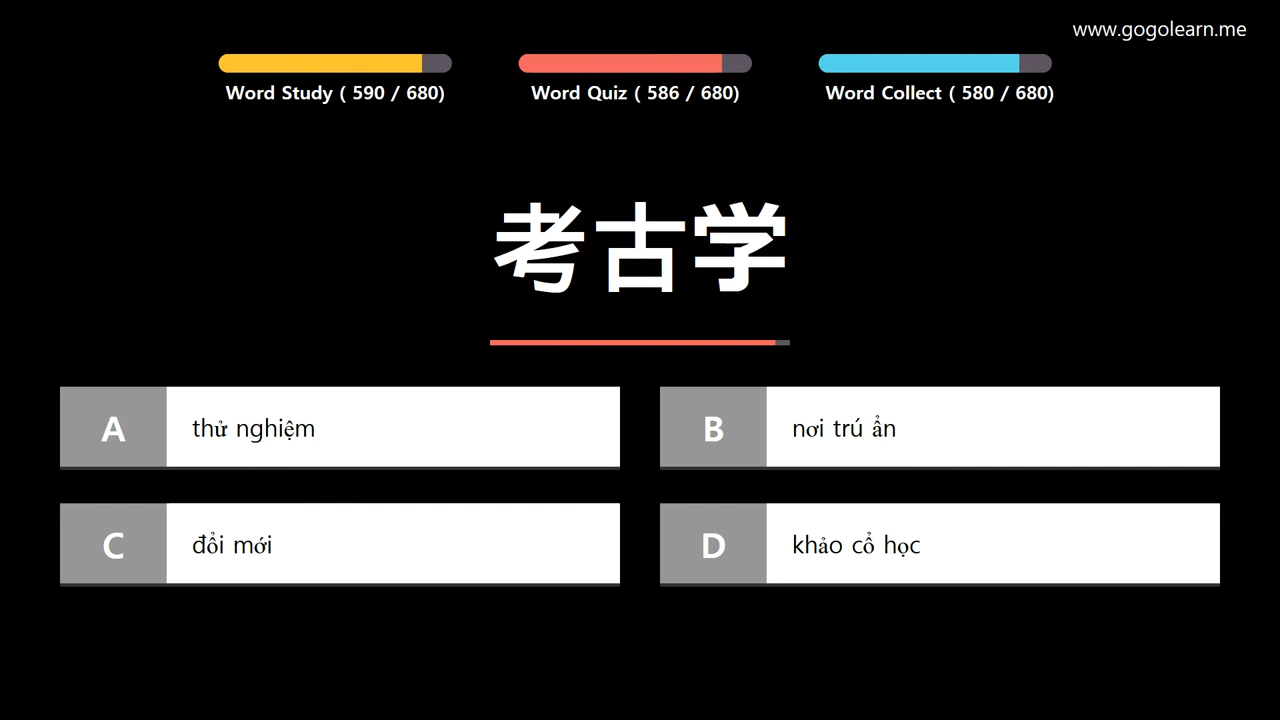 www.gogolearn.me
Word Study ( 590 / 680)
Word Quiz ( 586 / 680)
Word Collect ( 580 / 680)
考古学
A thử nghiệm
B nơi trú ẩn
C đổi mới
D khảo cổ học